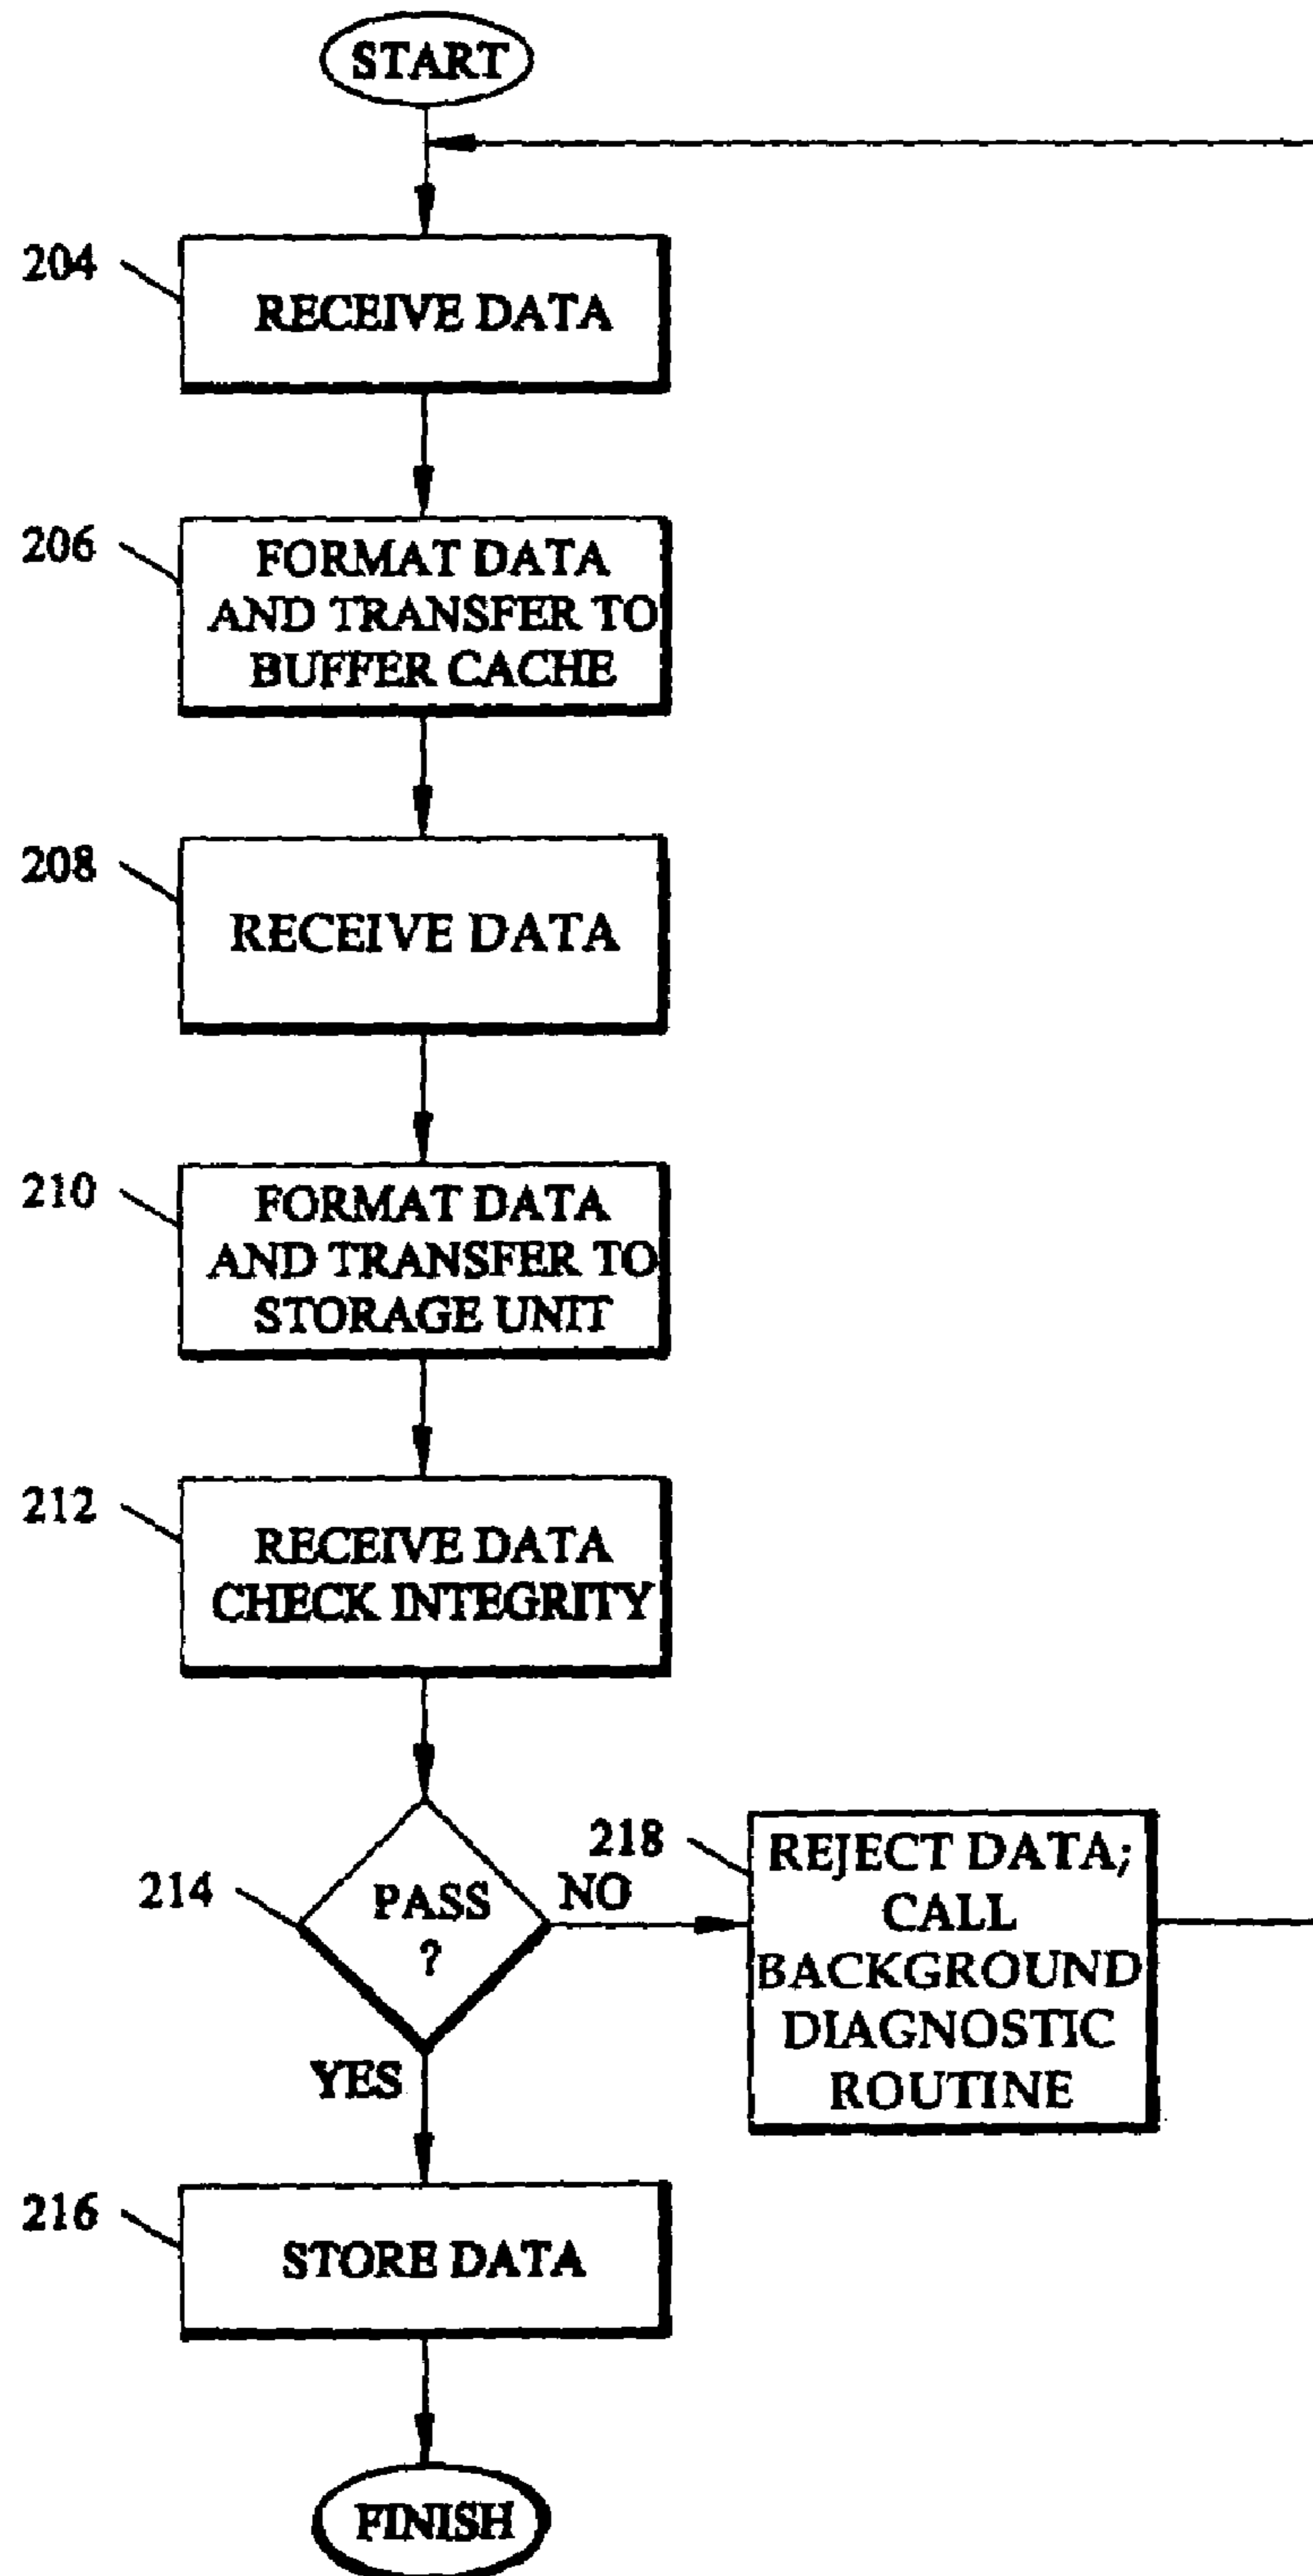 START
204
RECEIVE DATA
206
FORMAT DATA
AND TRANSFER TO
BUFFER CACHE
208
RECEIVE DATA
210
FORMAT DATA
AND TRANSFER TO
STORAGE UNIT
212
RECEIVE DATA
CHECK INTEGRITY
214
PASS
?
NO
YES
218
REJECT DATA;
CALL
BACKGROUND
DIAGNOSTIC
ROUTINE
216
STORE DATA
FINISH